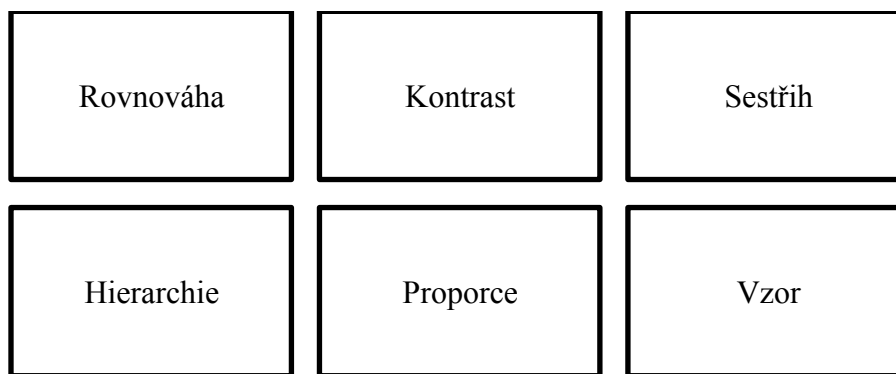 Rovnováha
Kontrast
Sestřih
Hierarchie
Proporce
Vzor